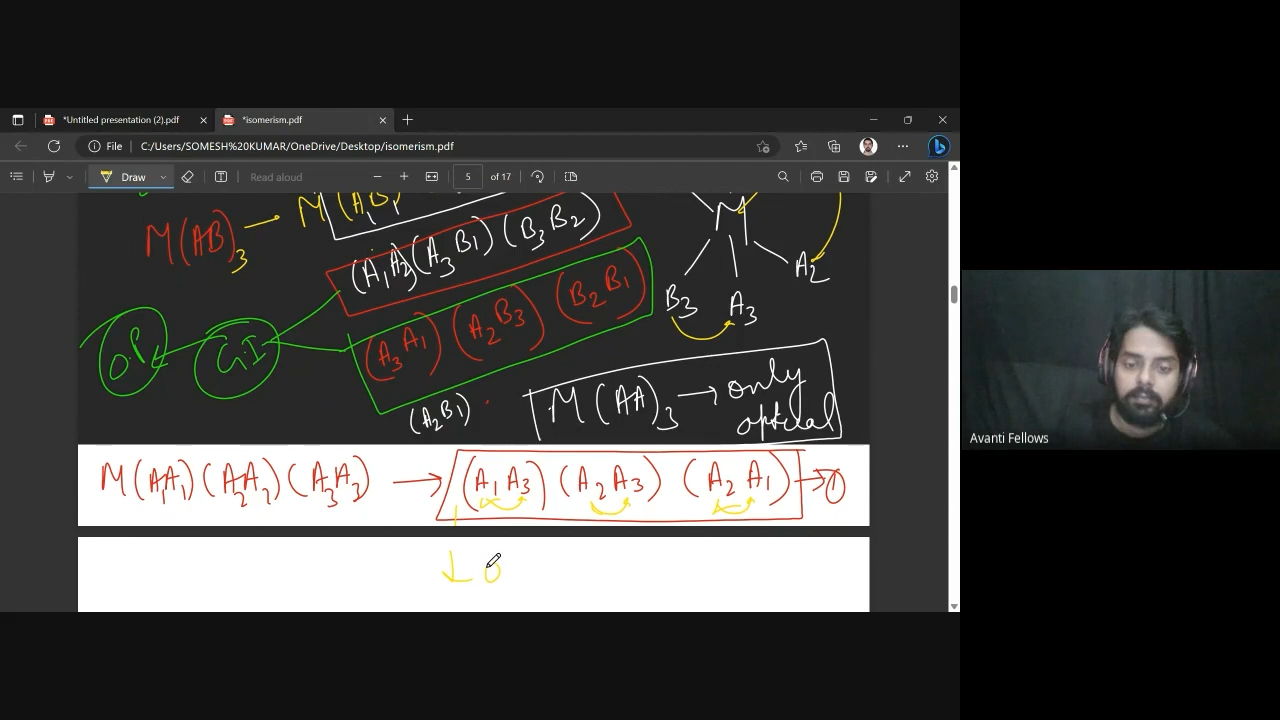 *Untitled presentation (2).pdf
*isomerism.pdf
File C:/Users/SOMESH%20KUMAR/OneDrive/Desktop/isomerism.pdf
Draw Read aloud 5 of 17
M(AB)₃
(A₁A₂)(A₃B₁)(B₃B₂)
M
A₂
B₃ A₃
O.P G.I (A₃A₁)(A₂B₃)(B₂B₁)
(A₂B₁)
M(AA)₃ → only optical
M(A₁A₁)(A₂A₂)(A₃A₃) → (A₁A₃)(A₂A₃)(A₂A₁) → ①
Avanti Fellows